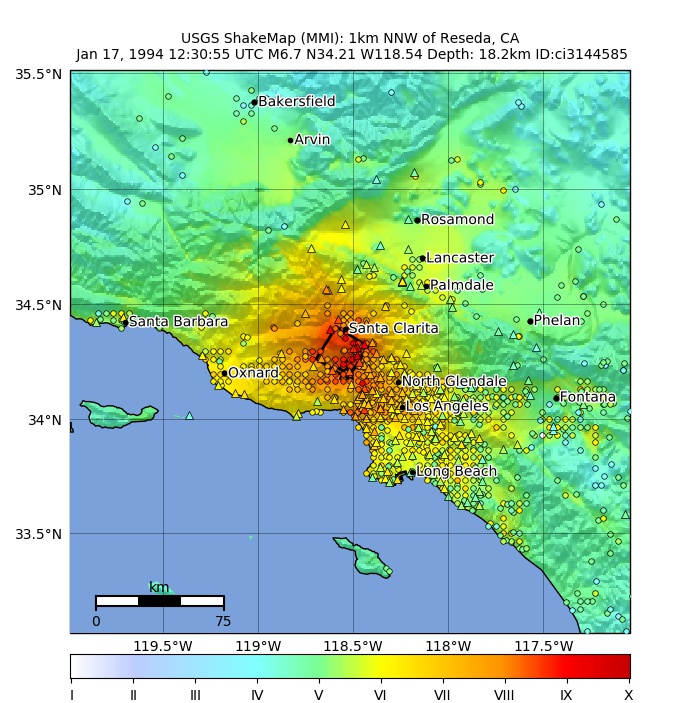 USGS ShakeMap (MMI): 1km NNW of Reseda, CA
Jan 17, 1994 12:30:55 UTC M6.7 N34.21 W118.54 Depth: 18.2km ID:ci3144585
35.5°N
Bakersfield
Arvin
35°N
Rosamond
Lancaster
Palmdale
34.5°N
Santa Barbara
Santa Clarita
Phelan
Oxnard
North Glendale
Los Angeles
Fontana
34°N
Long Beach
33.5°N
km
0 75
119.5°W 119°W 118.5°W 118°W 117.5°W
I II III IV V VI VII VIII IX X